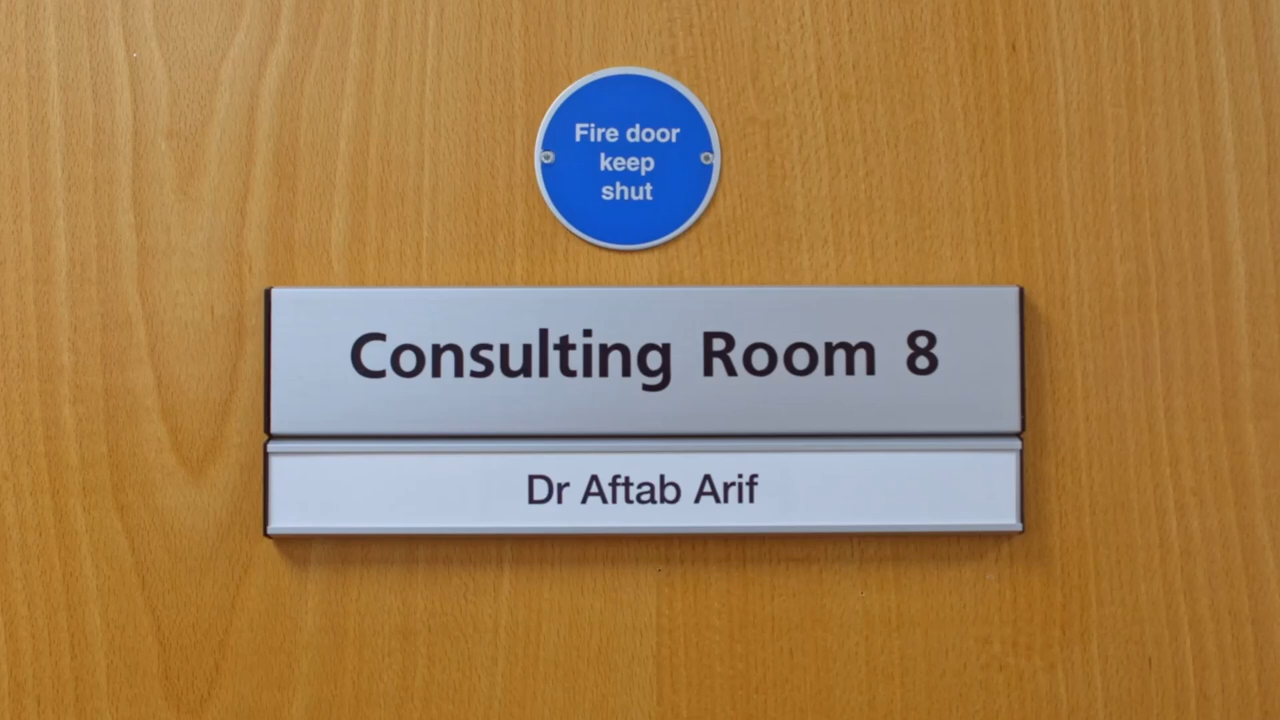 Fire door
keep
shut
Consulting Room 8
Dr Aftab Arif